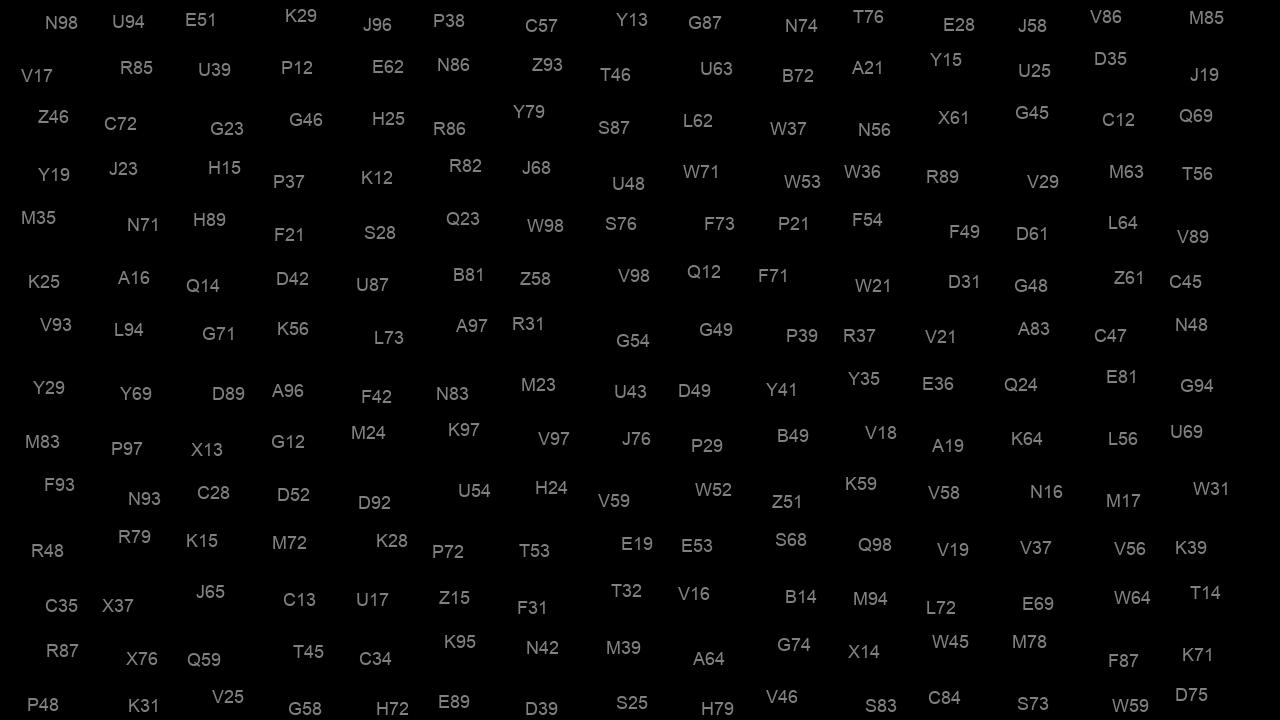 N98 U94 E51 K29 J96 P38 C57 Y13 G87 N74 T76 E28 J58 V86 M85
V17 R85 U39 P12 E62 N86 Z93 T46 U63 B72 A21 Y15 U25 D35 J19
Z46 C72 G23 G46 H25 R86 Y79 S87 L62 W37 N56 X61 G45 C12 Q69
Y19 J23 H15 P37 K12 R82 J68 U48 W71 W53 W36 R89 V29 M63 T56
M35 N71 H89 F21 S28 Q23 W98 S76 F73 P21 F54 F49 D61 L64 V89
K25 A16 Q14 D42 U87 B81 Z58 V98 Q12 F71 W21 D31 G48 Z61 C45
V93 L94 G71 K56 L73 A97 R31 G54 G49 P39 R37 V21 A83 C47 N48
Y29 Y69 D89 A96 F42 N83 M23 U43 D49 Y41 Y35 E36 Q24 E81 G94
M83 P97 X13 G12 M24 K97 V97 J76 P29 B49 V18 A19 K64 L56 U69
F93 N93 C28 D52 D92 U54 H24 V59 W52 Z51 K59 V58 N16 M17 W31
R48 R79 K15 M72 K28 P72 T53 E19 E53 S68 Q98 V19 V37 V56 K39
C35 X37 J65 C13 U17 Z15 F31 T32 V16 B14 M94 L72 E69 W64 T14
R87 X76 Q59 T45 C34 K95 N42 M39 A64 G74 X14 W45 M78 F87 K71
P48 K31 V25 G58 H72 E89 D39 S25 H79 V46 S83 C84 S73 W59 D75